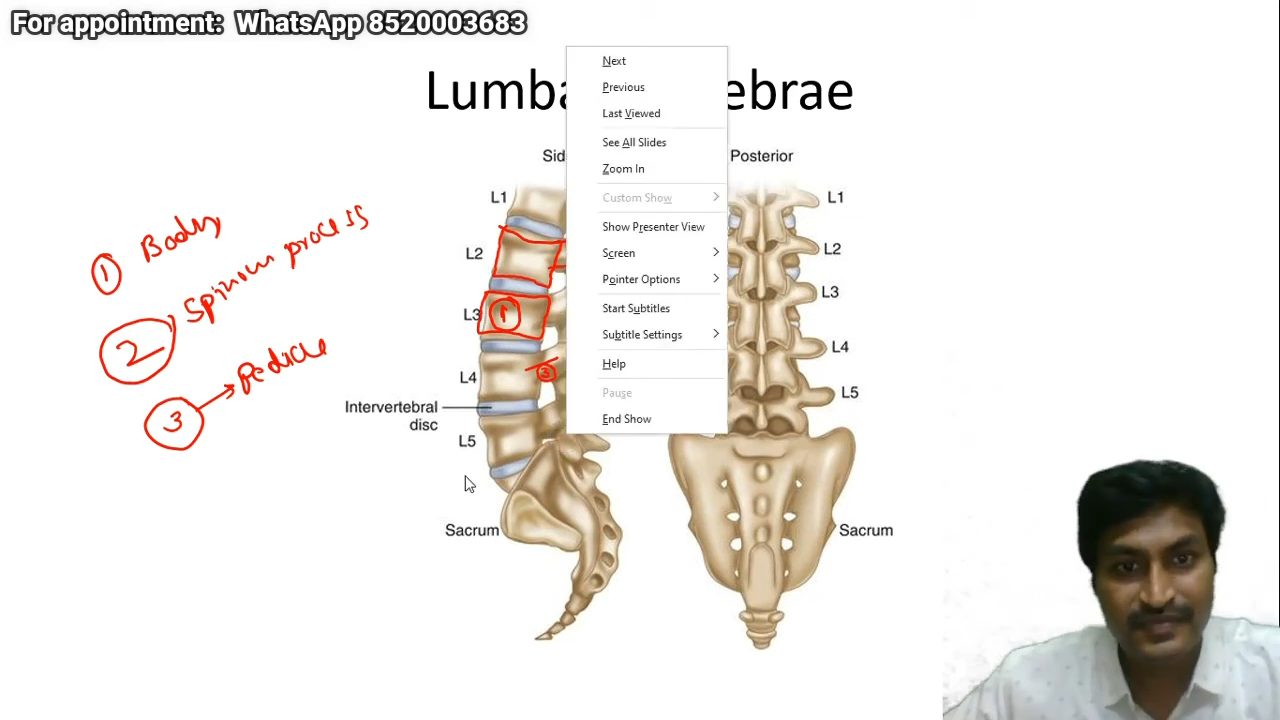 For appointment: WhatsApp 8520003683
Lumba
ebrae
Sid
Posterior
Next
Previous
Last Viewed
See All Slides
Zoom In
Custom Show
Show Presenter View
Screen
Pointer Options
Start Subtitles
Subtitle Settings
Help
Pause
End Show
1 Body
2 Spinous process
3 Pedicle
L1
L2
L3
1
L4
3
Intervertebral
disc
L5
Sacrum
L1
L2
L3
L4
L5
Sacrum